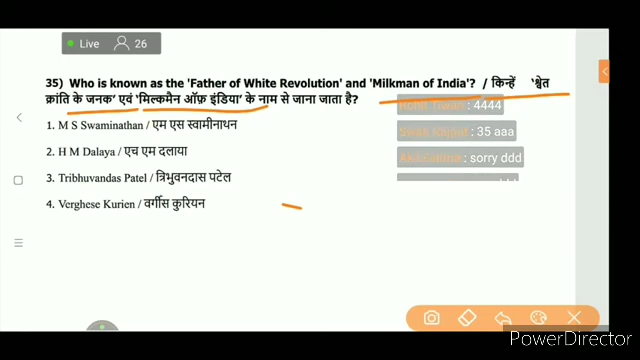 Live 26
35) Who is known as the 'Father of White Revolution' and 'Milkman of India'? / किन्हें 'श्वेत
क्रांति के जनक' एवं 'मिल्कमैन ऑफ़ इंडिया' के नाम से जाना जाता है?
: 4444
1. M S Swaminathan / एम एस स्वामीनाथन
: 35 aaa
2. H M Dalaya / एच एम दलाया
: sorry ddd
3. Tribhuvandas Patel / त्रिभुवनदास पटेल
4. Verghese Kurien / वर्गीस कुरियन
PowerDirector